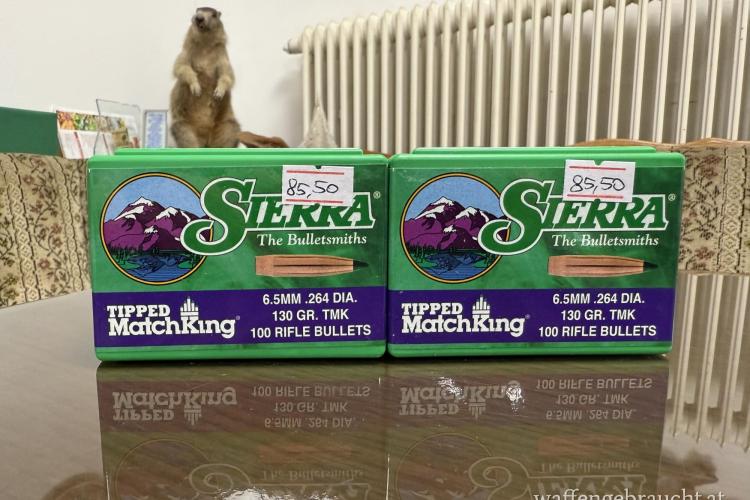 85,50
SIERRA®
The Bulletsmiths
TIPPED
MatchKing®
6.5MM .264 DIA.
130 GR. TMK
100 RIFLE BULLETS
85,50
SIERRA®
The Bulletsmiths
TIPPED
MatchKing®
6.5MM .264 DIA.
130 GR. TMK
100 RIFLE BULLETS
waffengebraucht.at